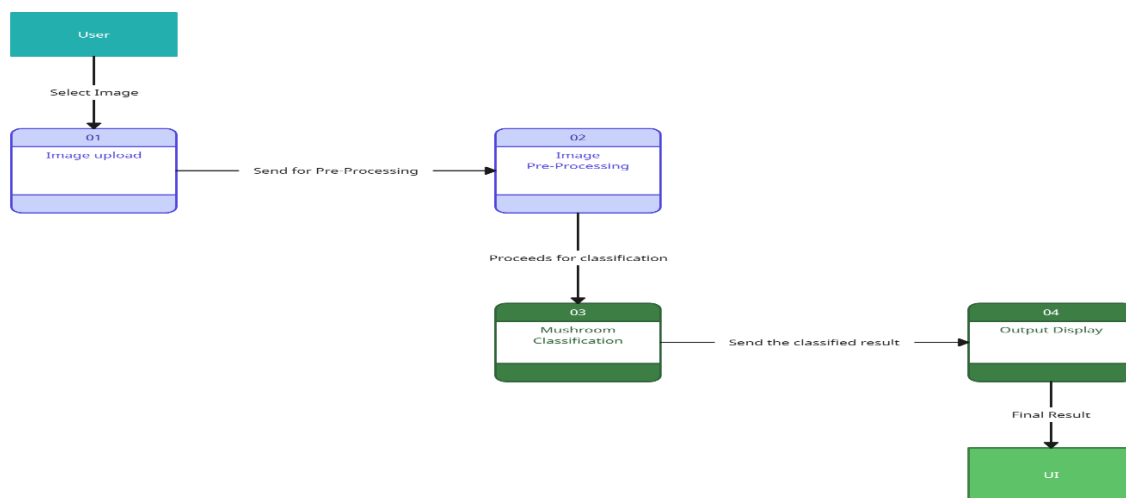 User
Select Image
01
Image upload
Send for Pre-Processing
02
Image
Pre-Processing
Proceeds for classification
03
Mushroom
Classification
Send the classified result
04
Output Display
Final Result
UI